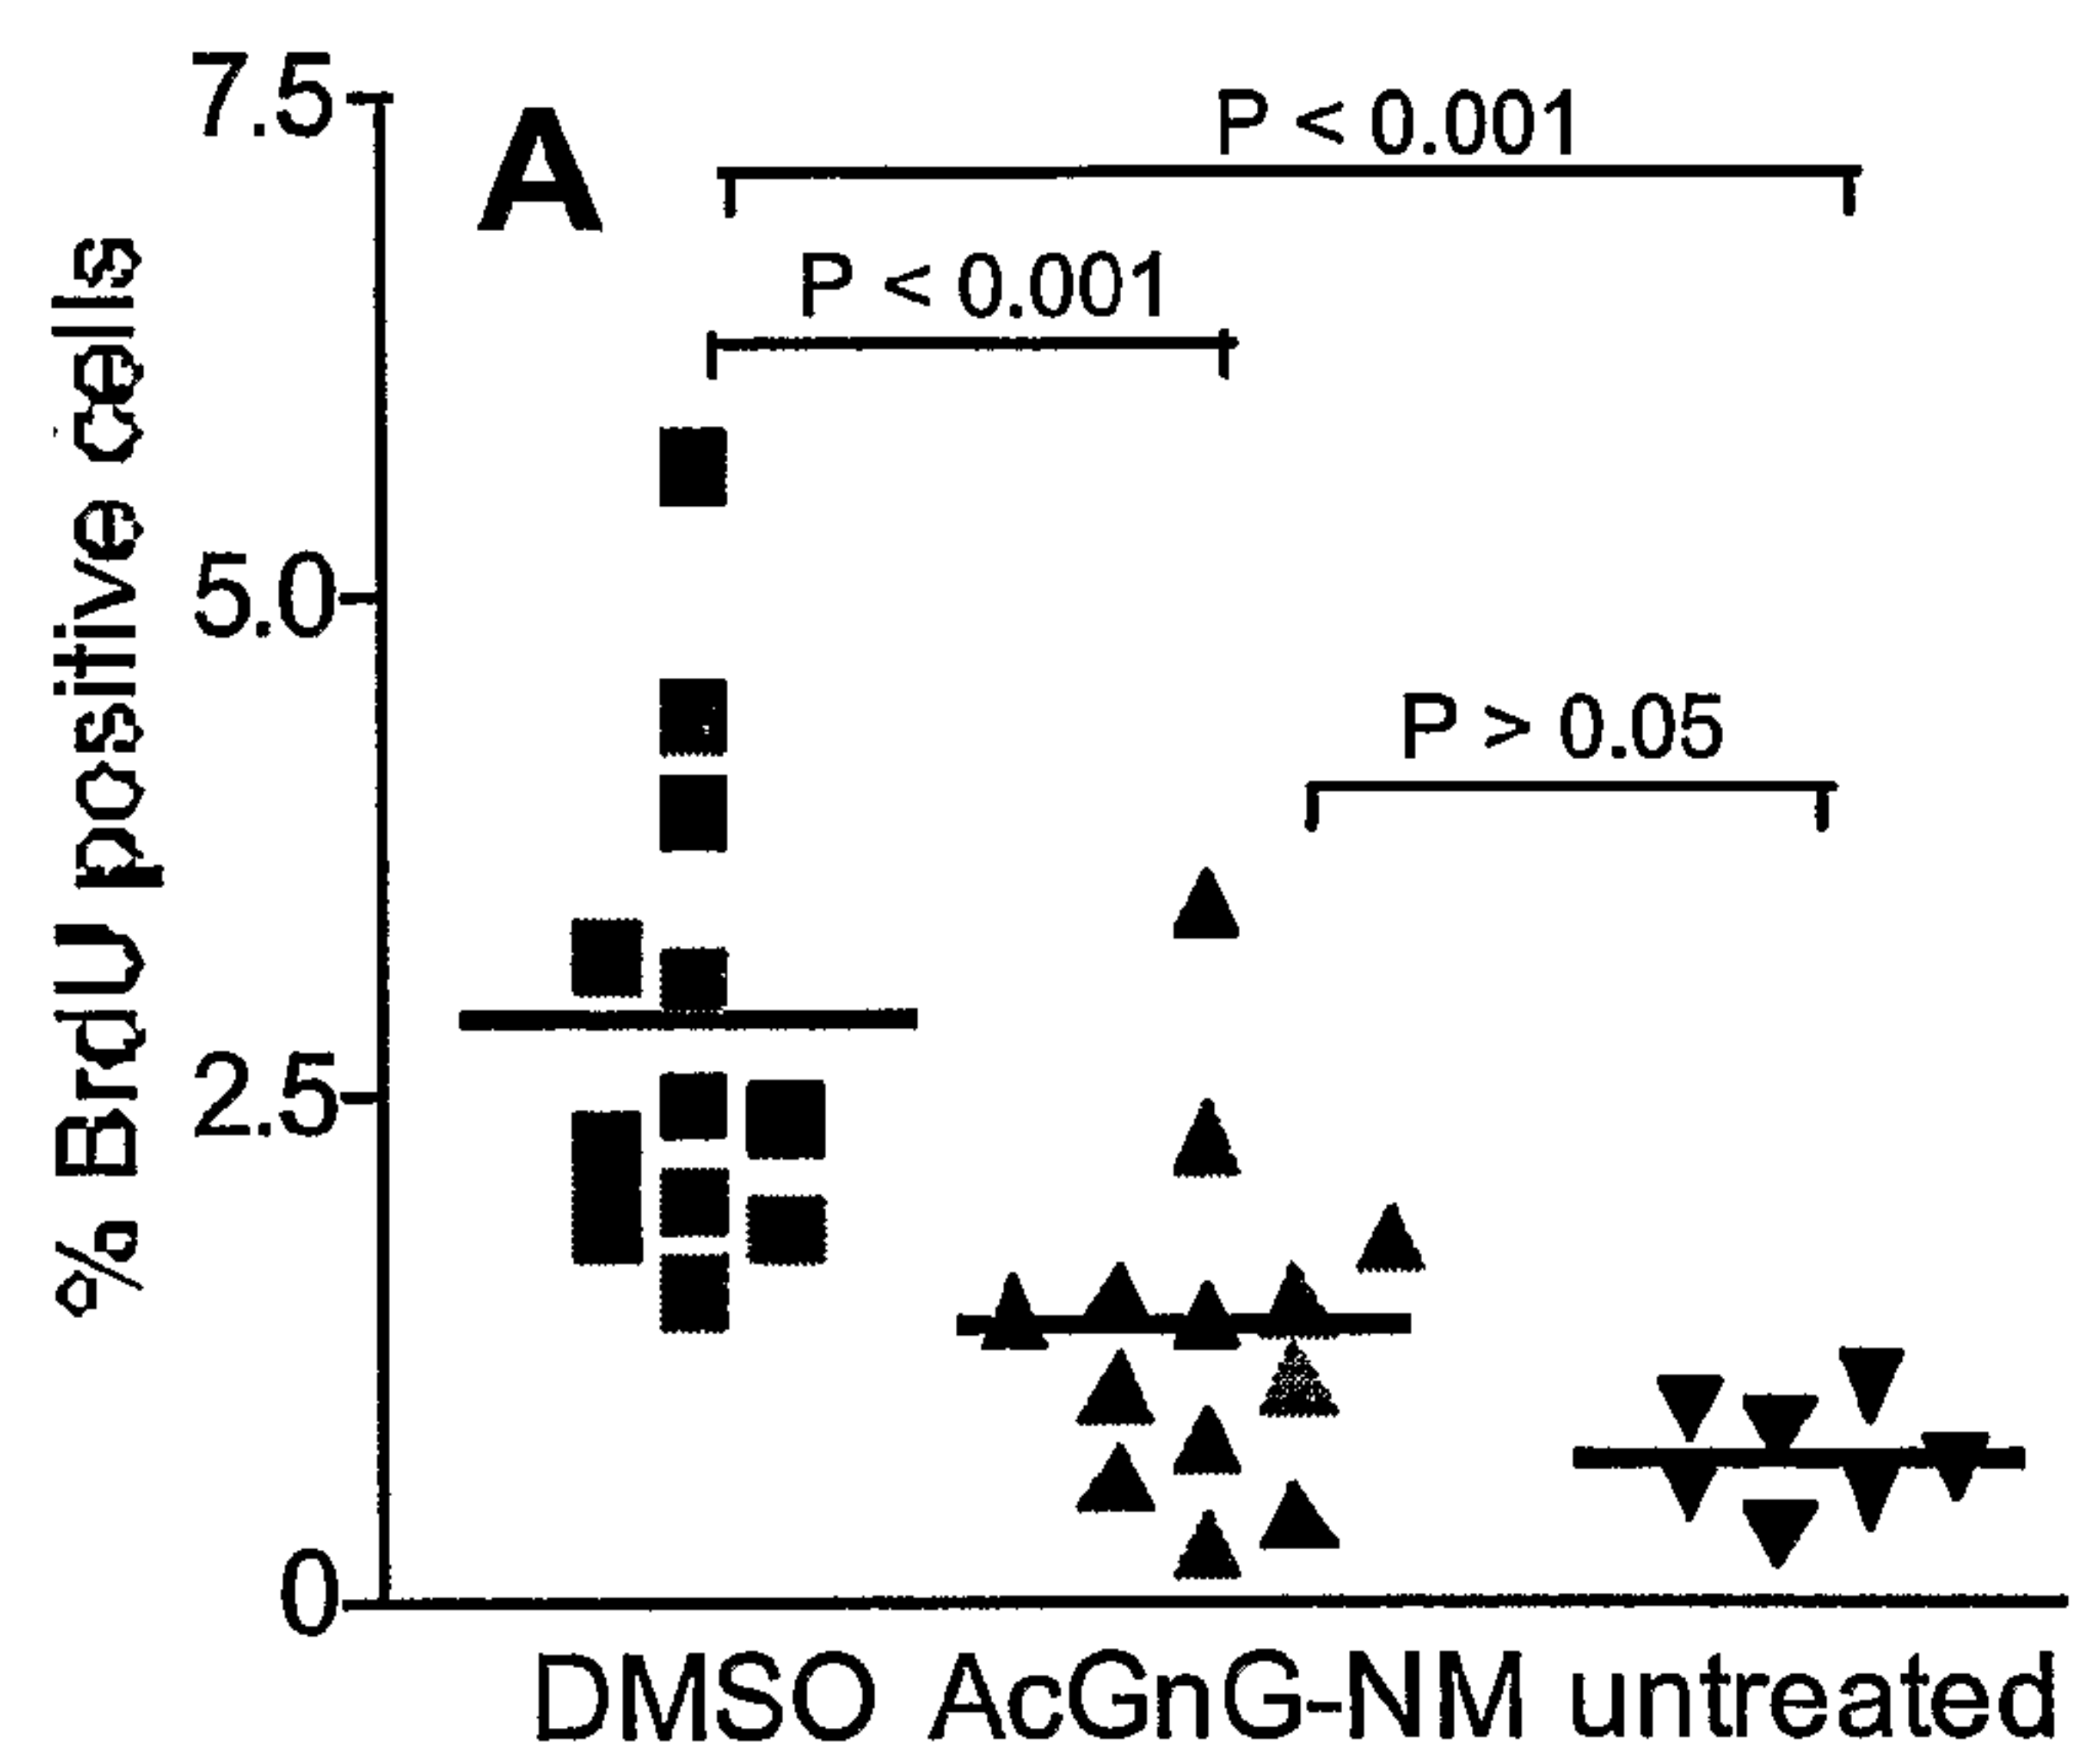 A
P < 0.001
P < 0.001
P > 0.05
% BrdU positive cells
7.5
5.0
2.5
0
DMSO AcGnG-NM untreated